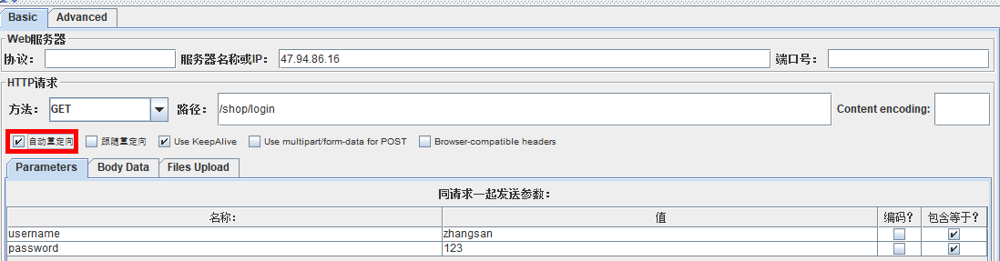 Basic Advanced
Web服务器
协议： 服务器名称或IP： 47.94.86.16 端口号：
HTTP请求
方法： GET 路径： /shop/login Content encoding:
自动重定向 跟随重定向 Use KeepAlive Use multipart/form-data for POST Browser-compatible headers
Parameters Body Data Files Upload
同请求一起发送参数：
名称： 值 编码? 包含等于?
username zhangsan
password 123